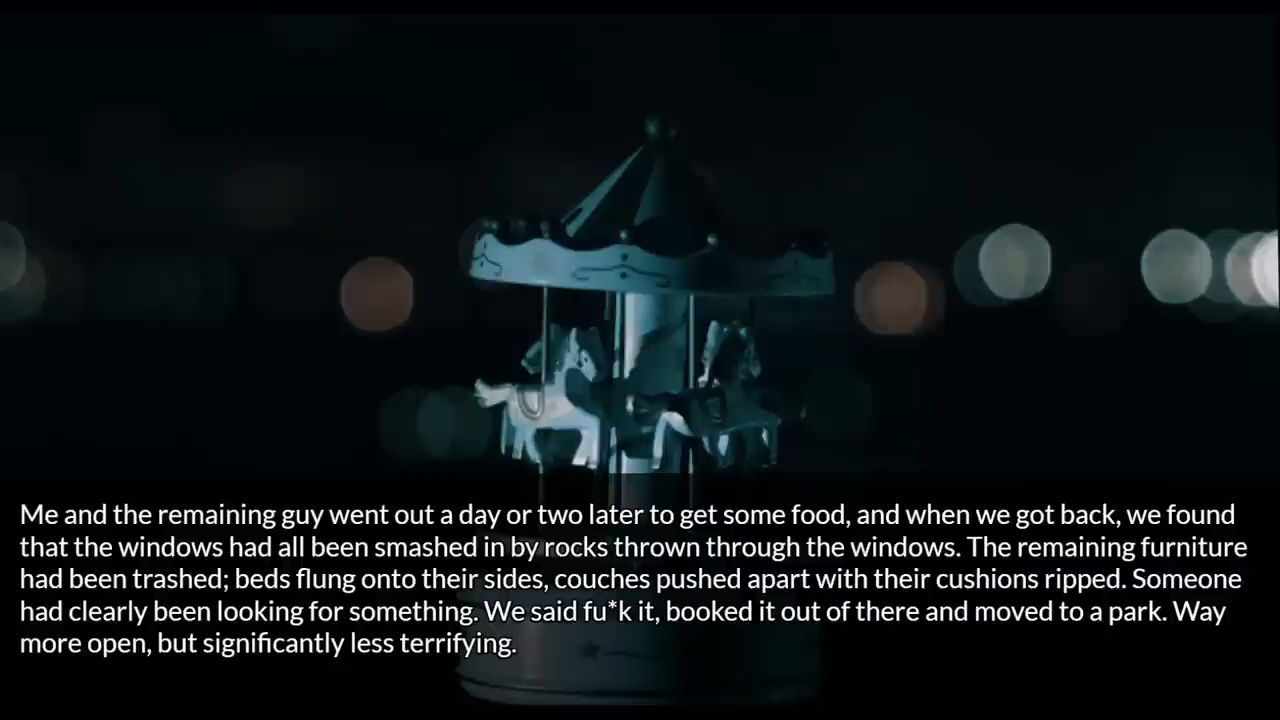 Me and the remaining guy went out a day or two later to get some food, and when we got back, we found
that the windows had all been smashed in by rocks thrown through the windows. The remaining furniture
had been trashed; beds flung onto their sides, couches pushed apart with their cushions ripped. Someone
had clearly been looking for something. We said fu*k it, booked it out of there and moved to a park. Way
more open, but significantly less terrifying.